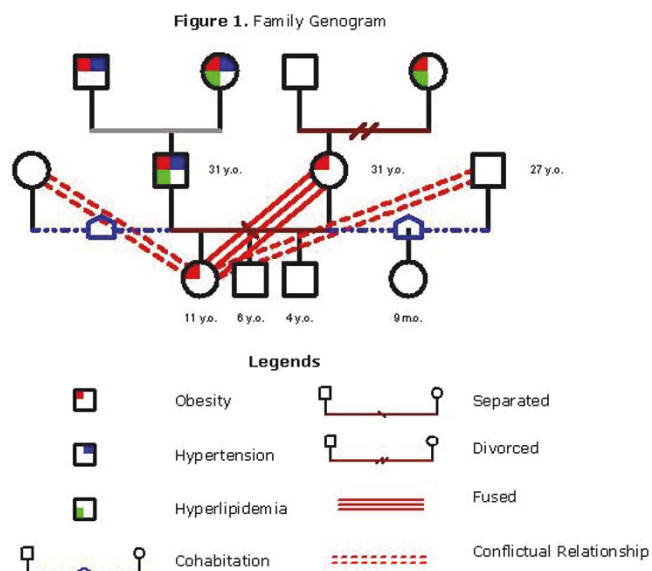 Figure 1. Family Genogram
31 y.o.
31 y.o.
27 y.o.
11 y.o.
6 y.o.
4 y.o.
9 m.o.
Legends
Obesity
Separated
Hypertension
Divorced
Hyperlipidemia
Fused
Cohabitation
Conflictual Relationship